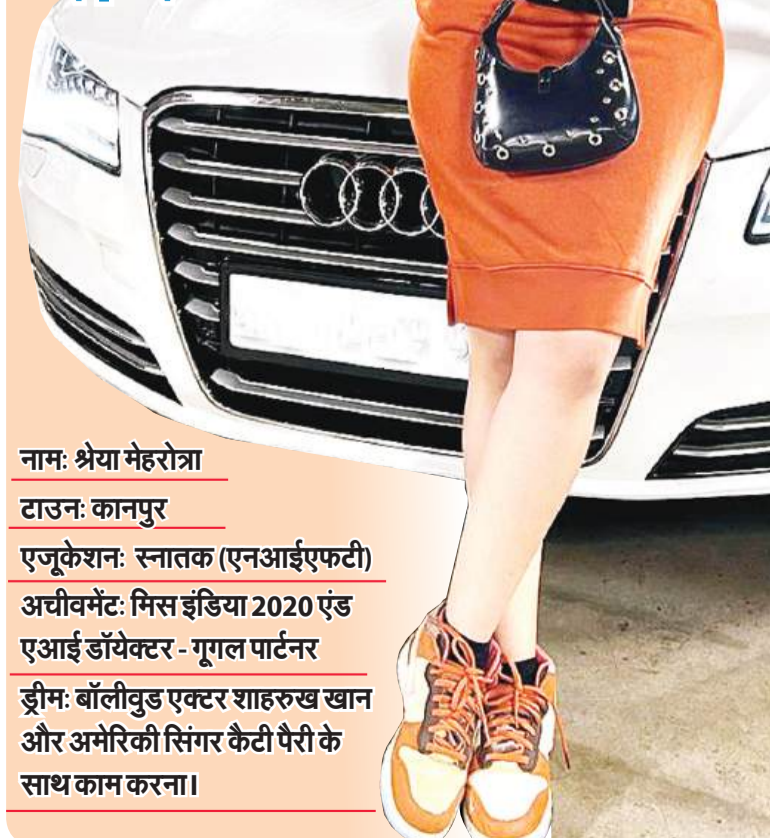 नामः श्रेया मेहरोत्रा
टाउनः कानपुर
एजूकेशनः स्नातक (एनआईएफटी)
अचीवमेंटः मिस इंडिया 2020 एंड
एआई डॉयेक्टर - गूगल पार्टनर
ड्रीमः बॉलीवुड एक्टर शाहरुख खान
और अमेरिकी सिंगर कैटी पैरी के
साथ काम करना।